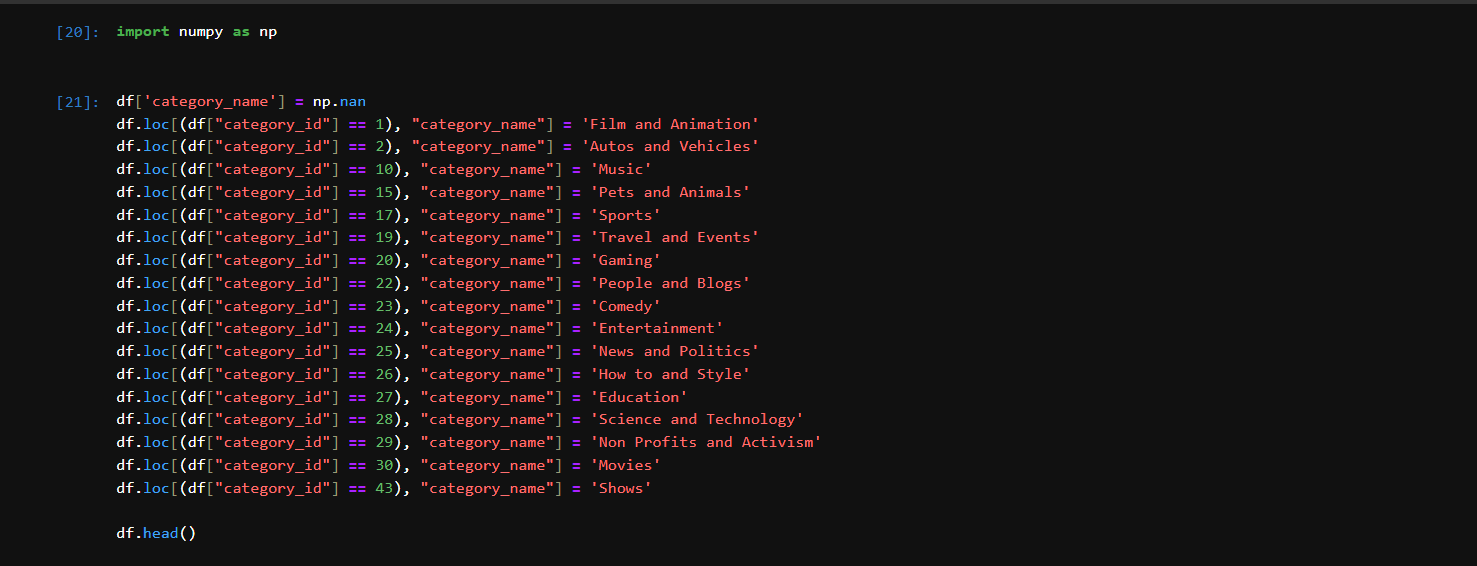 [20]: import numpy as np
[21]: df['category_name'] = np.nan
df.loc[(df["category_id"] == 1), "category_name"] = 'Film and Animation'
df.loc[(df["category_id"] == 2), "category_name"] = 'Autos and Vehicles'
df.loc[(df["category_id"] == 10), "category_name"] = 'Music'
df.loc[(df["category_id"] == 15), "category_name"] = 'Pets and Animals'
df.loc[(df["category_id"] == 17), "category_name"] = 'Sports'
df.loc[(df["category_id"] == 19), "category_name"] = 'Travel and Events'
df.loc[(df["category_id"] == 20), "category_name"] = 'Gaming'
df.loc[(df["category_id"] == 22), "category_name"] = 'People and Blogs'
df.loc[(df["category_id"] == 23), "category_name"] = 'Comedy'
df.loc[(df["category_id"] == 24), "category_name"] = 'Entertainment'
df.loc[(df["category_id"] == 25), "category_name"] = 'News and Politics'
df.loc[(df["category_id"] == 26), "category_name"] = 'How to and Style'
df.loc[(df["category_id"] == 27), "category_name"] = 'Education'
df.loc[(df["category_id"] == 28), "category_name"] = 'Science and Technology'
df.loc[(df["category_id"] == 29), "category_name"] = 'Non Profits and Activism'
df.loc[(df["category_id"] == 30), "category_name"] = 'Movies'
df.loc[(df["category_id"] == 43), "category_name"] = 'Shows'
df.head()